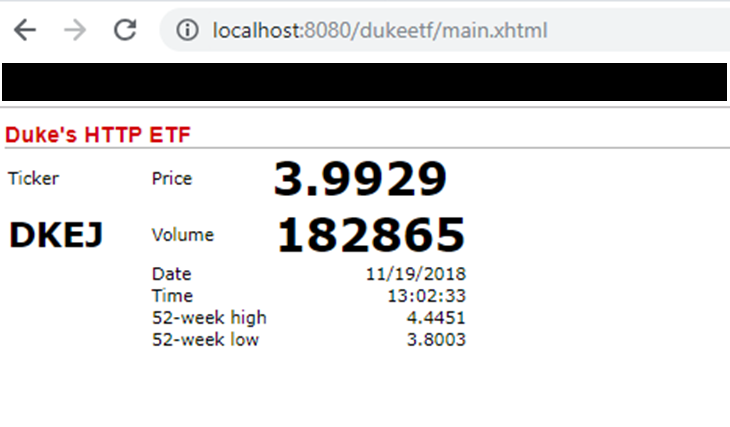 localhost:8080/dukeetf/main.xhtml
Duke's HTTP ETF
Ticker Price 3.9929
DKEJ Volume 182865
Date 11/19/2018
Time 13:02:33
52-week high 4.4451
52-week low 3.8003